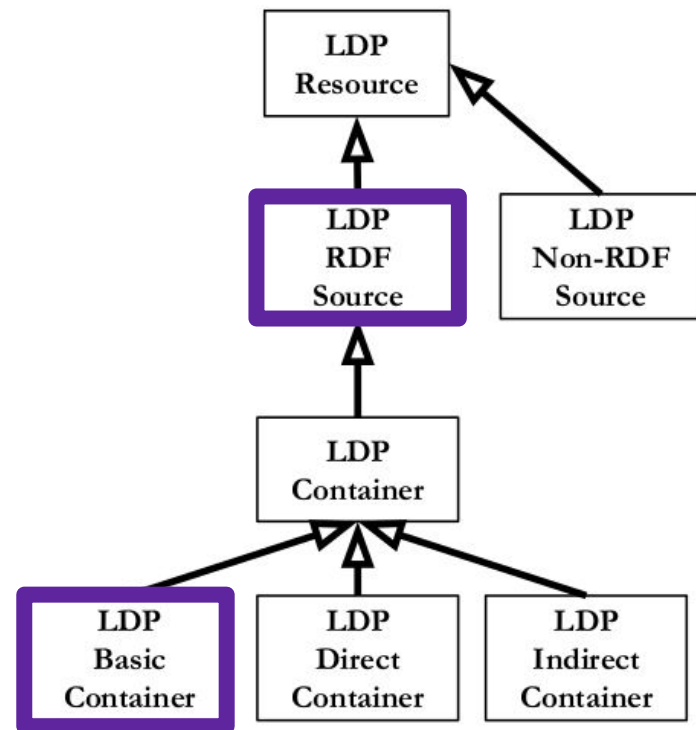 LDP
Resource
LDP
RDF
Source
LDP
Non-RDF
Source
LDP
Container
LDP
Basic
Container
LDP
Direct
Container
LDP
Indirect
Container